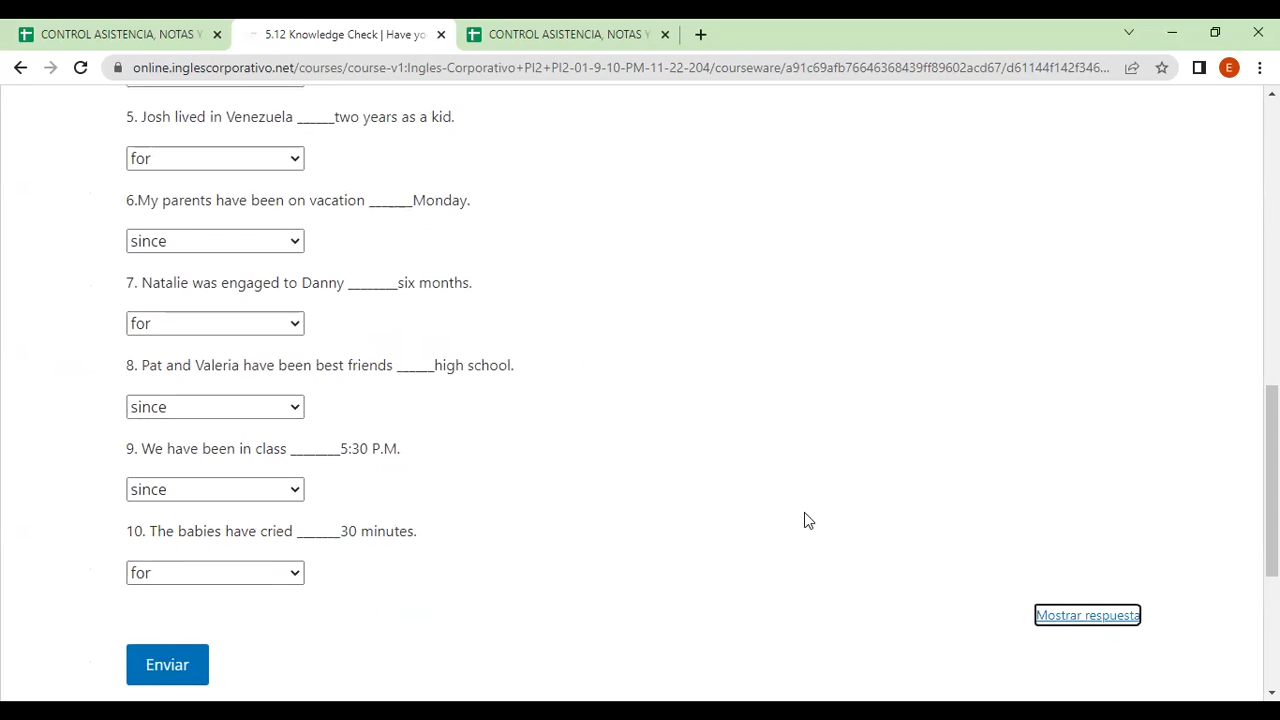 CONTROL ASISTENCIA, NOTAS Y
5.12 Knowledge Check | Have yo
CONTROL ASISTENCIA, NOTAS Y
online.inglescorporativo.net/courses/course-v1:Ingles-Corporativo+PI2+PI2-01-9-10-PM-11-22-204/courseware/a91c69afb76646368439ff89602acd67/d61144f142f346...
E
5. Josh lived in Venezuela ______two years as a kid.
for
6.My parents have been on vacation ______Monday.
since
7. Natalie was engaged to Danny _______six months.
for
8. Pat and Valeria have been best friends _____high school.
since
9. We have been in class _______5:30 P.M.
since
10. The babies have cried ______30 minutes.
for
Mostrar respuesta
Enviar